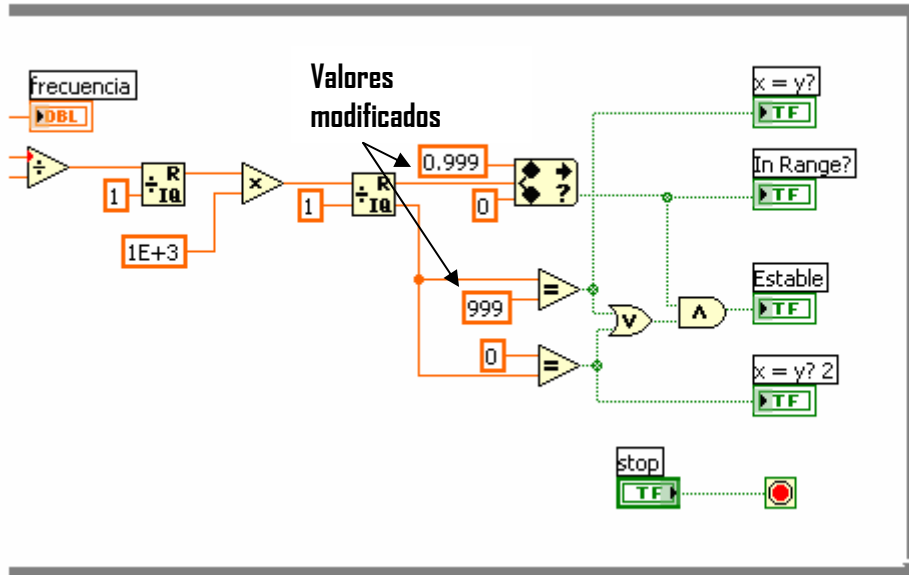 frecuencia
DBL
Valores
modificados
x = y?
TF
0.999
R
IQ
1
1E+3
R
IQ
1
0
?
In Range?
TF
999
=
Estable
TF
0
=
V
Λ
x = y? 2
TF
stop
TF